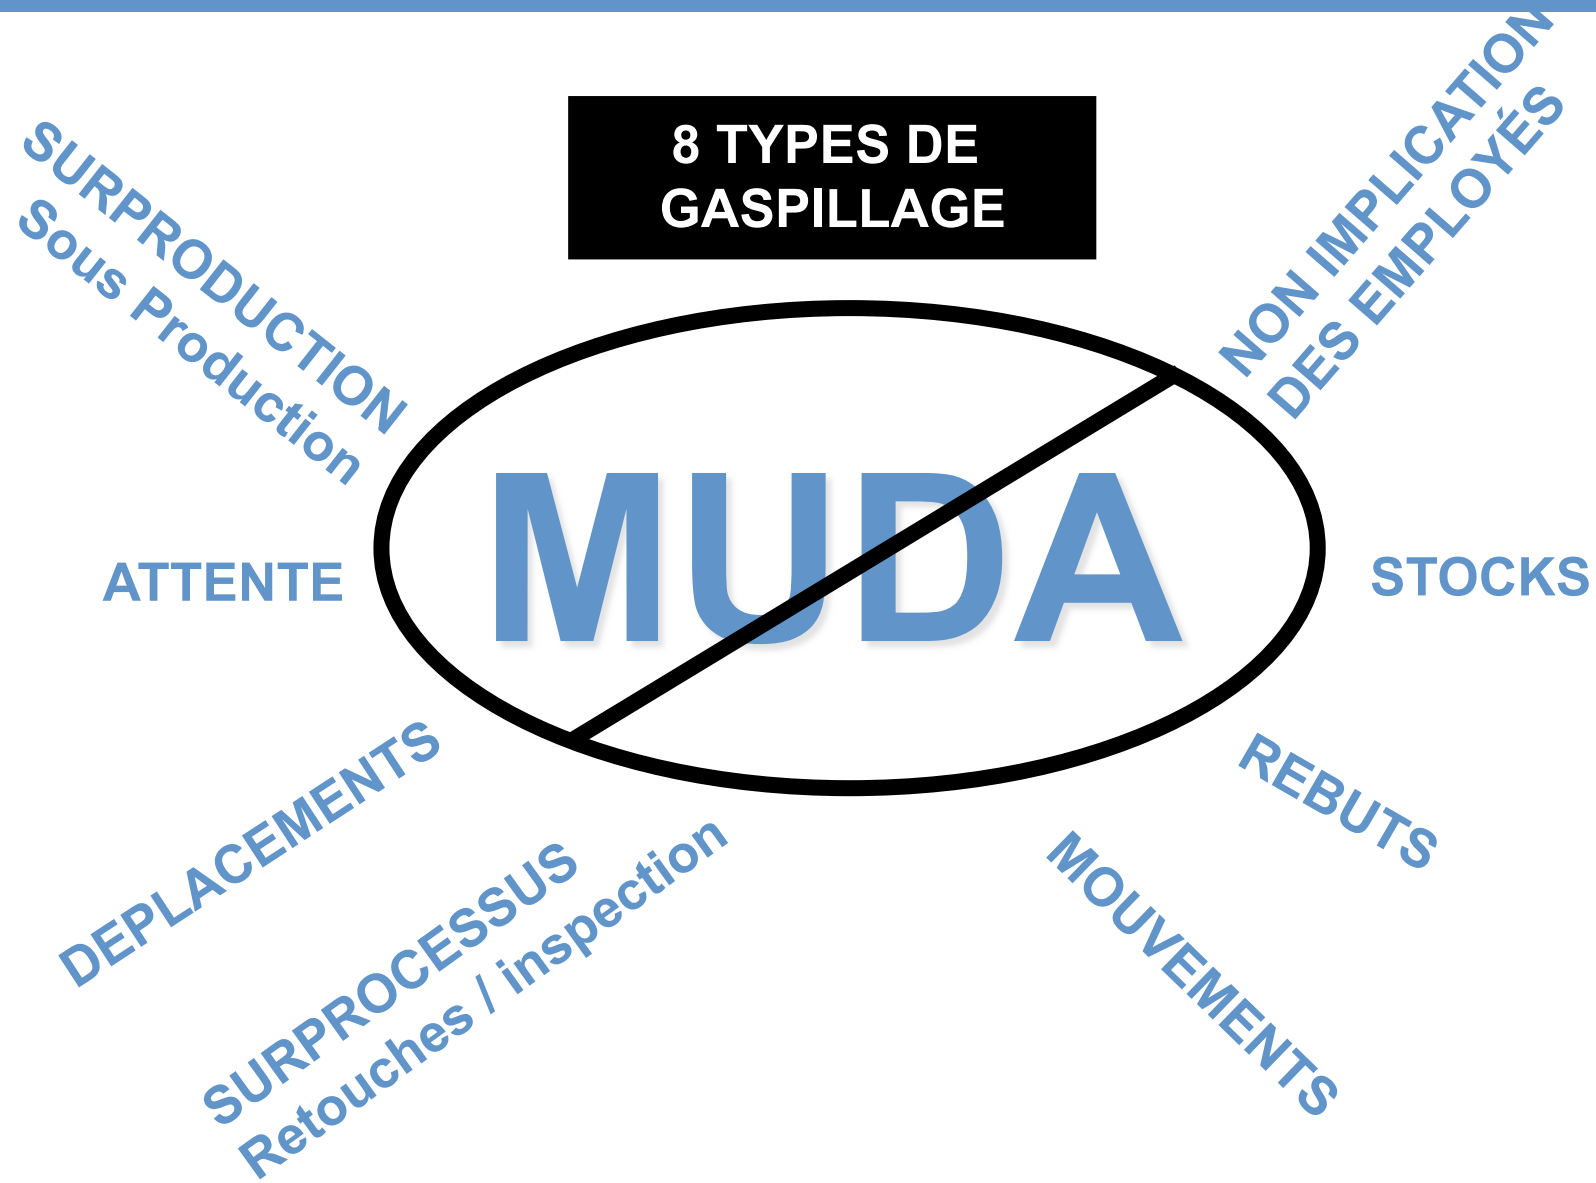 8 TYPES DE
GASPILLAGE
SURPRODUCTION
Sous Production
NON IMPLICATION
DES EMPLOYÉS
MUDA
ATTENTE
STOCKS
DEPLACEMENTS
REBUTS
SURPROCESSUS
Retouches / inspection
MOUVEMENTS